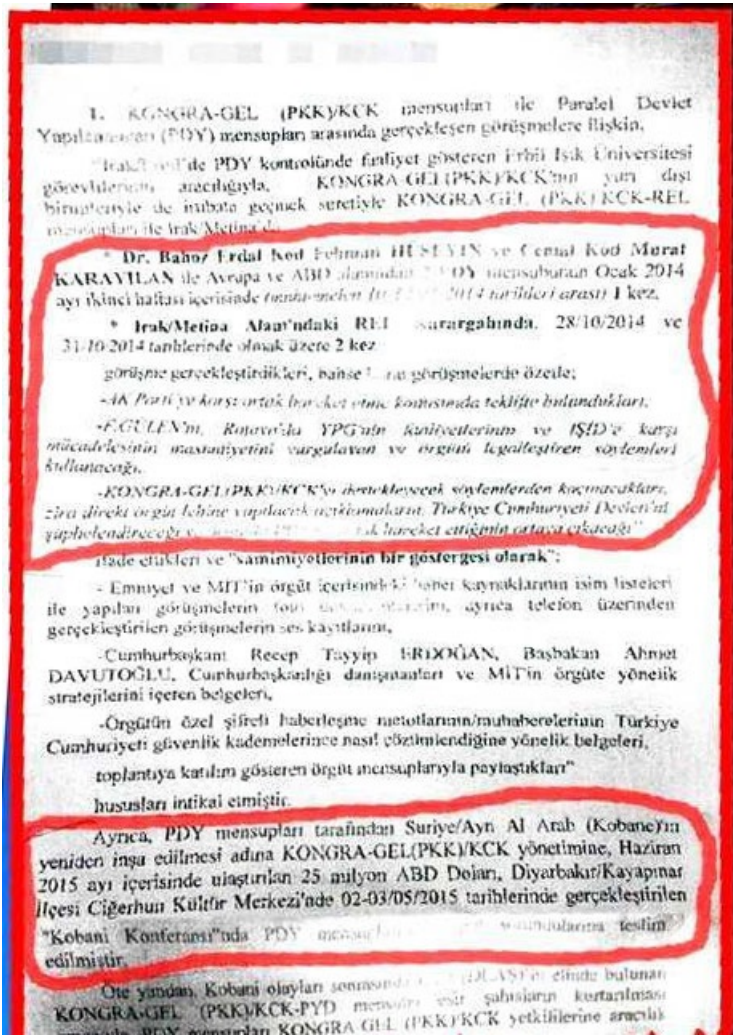 1. KONGRA-GEL (PKK)/KCK mensupları ile Paralel Devlet
(PDY) mensupları arasında gerçekleşen görüşmelere ilişkin,
PDY kontrolünde faaliyet gösteren Erbil Işık Üniversitesi
aracılığıyla, KONGRA-GEL(PKK)/KCK'nın yurt dışı
birimleriyle de irtibata geçmek suretiyle KONGRA-GEL (PKK)/KCK-REL
ile Irak/Metina'da
* Dr. Bahoz Erdal Kod Fehman HÜSEYİN ve Cemal Kod Murat
KARAYILAN ile Avrupa ve ABD alanından 2 PDY mensubunun Ocak 2014
ayı ikinci haftası içerisinde 2014 tarihleri arası) 1 kez,
* Irak/Metina Alanı'ndaki REL Karargahında, 28/10/2014 ve
31-10-2014 tarihlerinde olmak üzere 2 kez
görüşme gerçekleştirdikleri, görüşmelerde özetle;
-AK Parti'ye karşı ortak hareket etme konusunda teklifte bulundukları,
-F.GÜLEN'in, Rojava'da YPG'nin faaliyetlerinin ve IŞİD'e karşı
mücadelesinin masumiyetini vurgulayan ve örgütü legalleştiren söylemleri
kullanacağı,
-KONGRA-GEL(PKK)/KCK'yı destekleyecek söylemlerden kaçınacakları,
zira direkt örgüt lehine yapılacak açıklamaların, Türkiye Cumhuriyeti Devleti'ni
şüphelendireceği hareket ettiğinin ortaya çıkacağı"
ifade ettikleri ve "samimiyetlerinin bir göstergesi olarak";
- Emniyet ve MİT'in örgüt içerisindeki haber kaynaklarının isim listeleri
ile yapılan görüşmelerin ayrıca telefon üzerinden
gerçekleştirilen görüşmelerin ses kayıtlarını,
-Cumhurbaşkanı Recep Tayyip ERDOĞAN, Başbakan Ahmet
DAVUTOĞLU, Cumhurbaşkanlığı danışmanları ve MİT'in örgüte yönelik
stratejilerini içeren belgeleri,
-Örgütün özel şifreli haberleşme metotlarının/muhaberelerinin Türkiye
Cumhuriyeti güvenlik kademelerince nasıl çözümlendiğine yönelik belgeleri,
toplantıya katılım gösteren örgüt mensuplarıyla paylaştıkları"
hususları intikal etmiştir.
Ayrıca, PDY mensupları tarafından Suriye/Ayn Al Arab (Kobane)'ın
yeniden inşa edilmesi adına KONGRA-GEL(PKK)/KCK yönetimine, Haziran
2015 ayı içerisinde ulaştırılan 25 milyon ABD Doları, Diyarbakır/Kayapınar
İlçesi Ciğerhun Kültür Merkezi'nde 02-03/05/2015 tarihlerinde gerçekleştirilen
"Kobani Konferansı"nda PDY teslim
edilmiştir.
Öte yandan, Kobani olayları sonrasında elinde bulunan
KONGRA-GEL (PKK)/KCK-PYD mensubu esir şahısların kurtarılması
PDY mensupları KONGRA GEL (PKK)/KCK yetkililerine aracılık